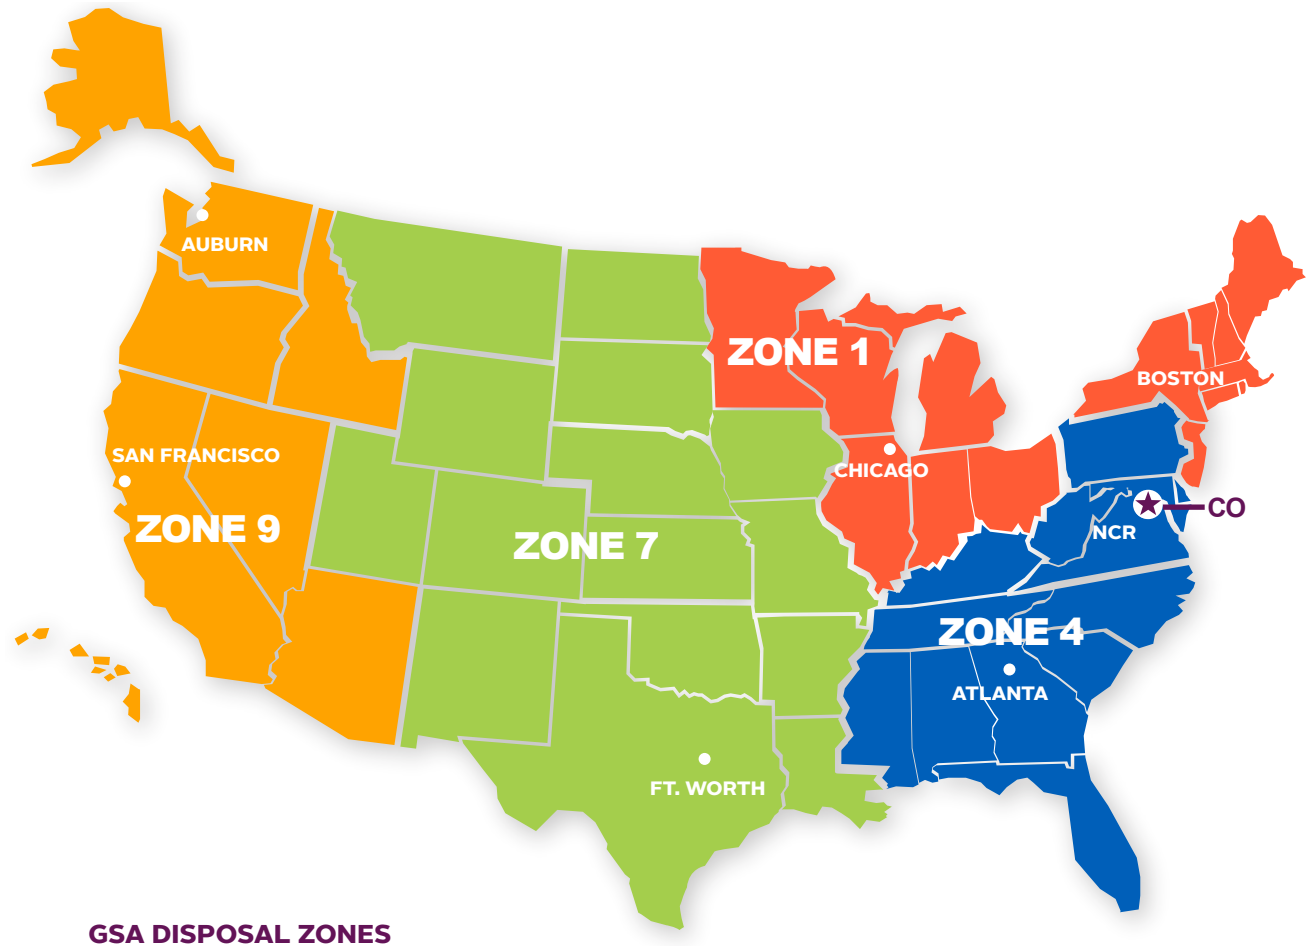 AUBURN
ZONE 1
BOSTON
SAN FRANCISCO
CHICAGO
CO
ZONE 9
NCR
ZONE 7
ZONE 4
ATLANTA
FT. WORTH
GSA DISPOSAL ZONES